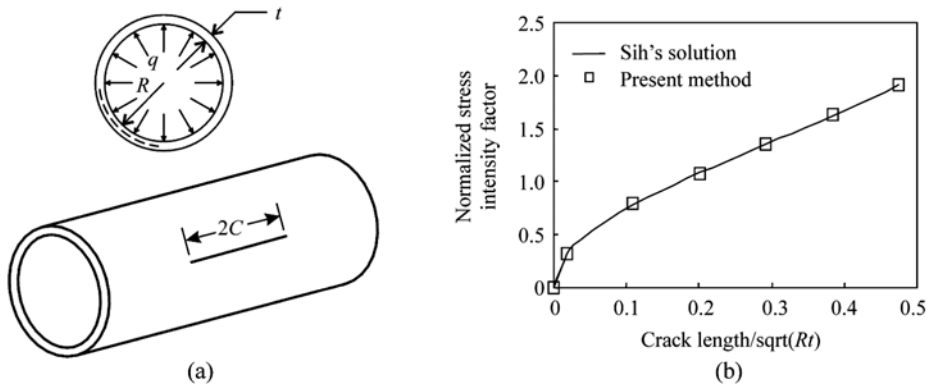 t
q
R
2C
(a)
Normalized stress
intensity factor
2.5
2.0
1.5
1.0
0.5
0
Sih's solution
Present method
0 0.1 0.2 0.3 0.4 0.5
Crack length/sqrt(Rt)
(b)